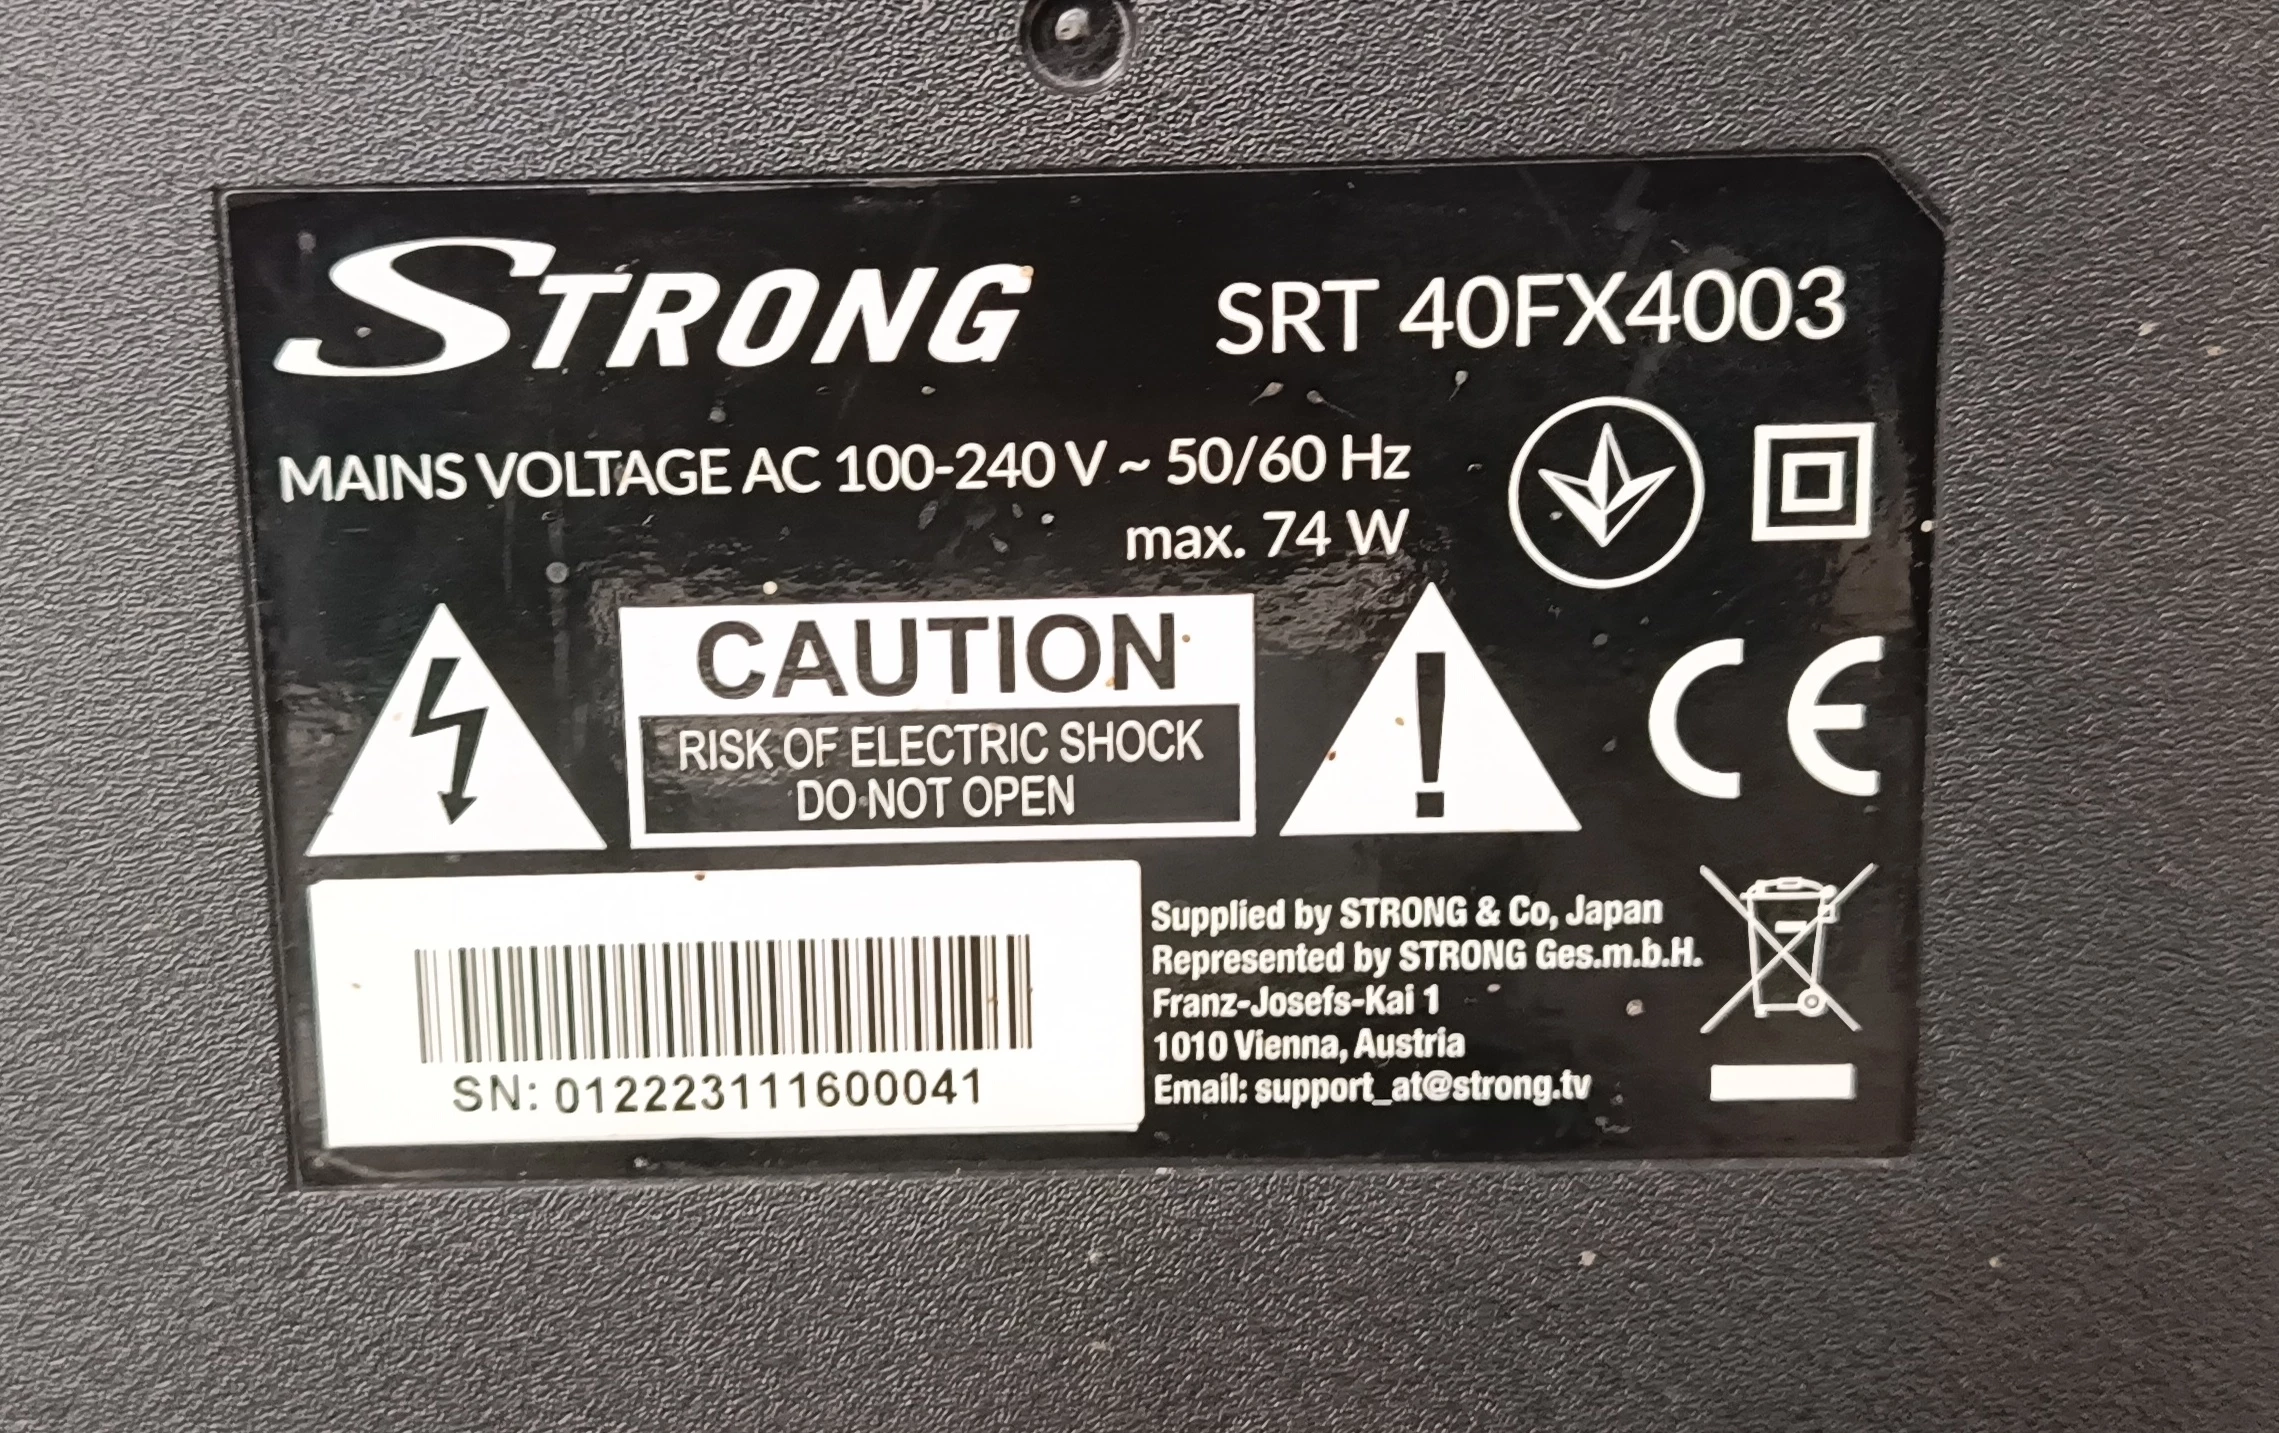 STRONG SRT 40FX4003
MAINS VOLTAGE AC 100-240 V ~ 50/60 Hz
max. 74 W
CAUTION
RISK OF ELECTRIC SHOCK
DO NOT OPEN
CE
SN: 0122223111600041
Supplied by STRONG & Co, Japan
Represented by STRONG Ges.m.b.H.
Franz-Josefs-Kai 1
1010 Vienna, Austria
Email: support_at@strong.tv